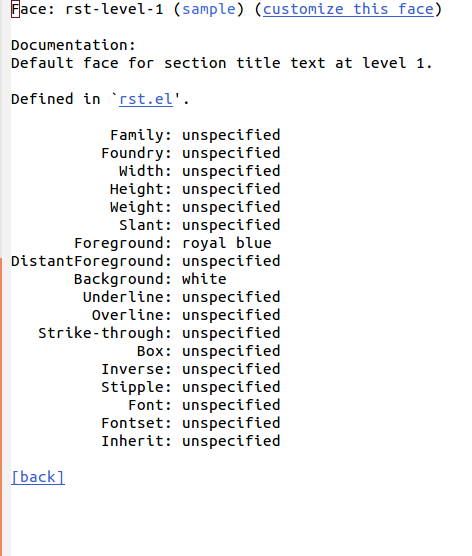 Face: rst-level-1 (sample) (customize this face)
Documentation:
Default face for section title text at level 1.
Defined in `rst.el'.
Family: unspecified
Foundry: unspecified
Width: unspecified
Height: unspecified
Weight: unspecified
Slant: unspecified
Foreground: royal blue
DistantForeground: unspecified
Background: white
Underline: unspecified
Overline: unspecified
Strike-through: unspecified
Box: unspecified
Inverse: unspecified
Stipple: unspecified
Font: unspecified
Fontset: unspecified
Inherit: unspecified
[back]